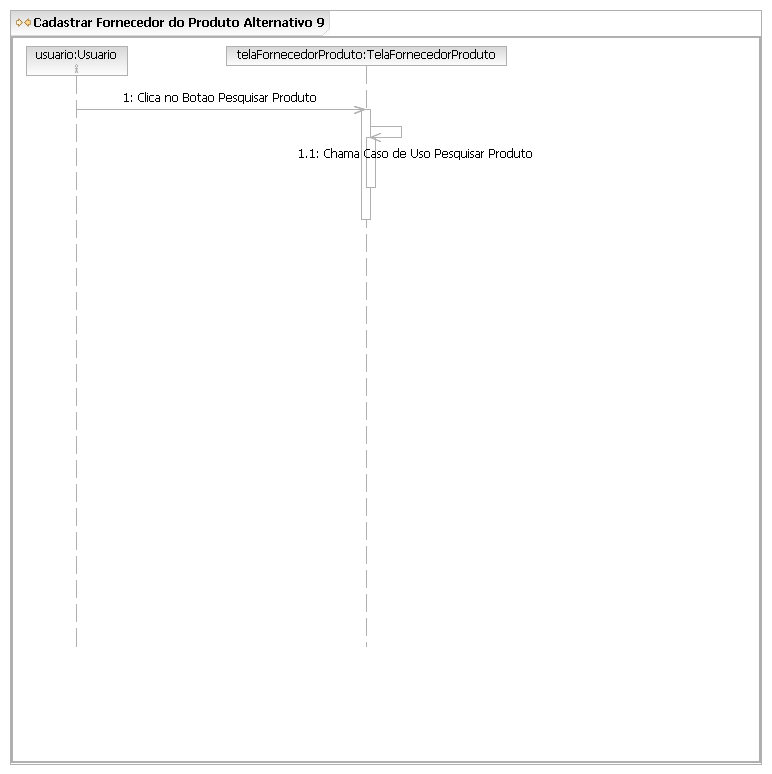 Cadastrar Fornecedor do Produto Alternativo 9
usuario:Usuario
telaFornecedorProduto:TelaFornecedorProduto
1: Clica no Botao Pesquisar Produto
1.1: Chama Caso de Uso Pesquisar Produto